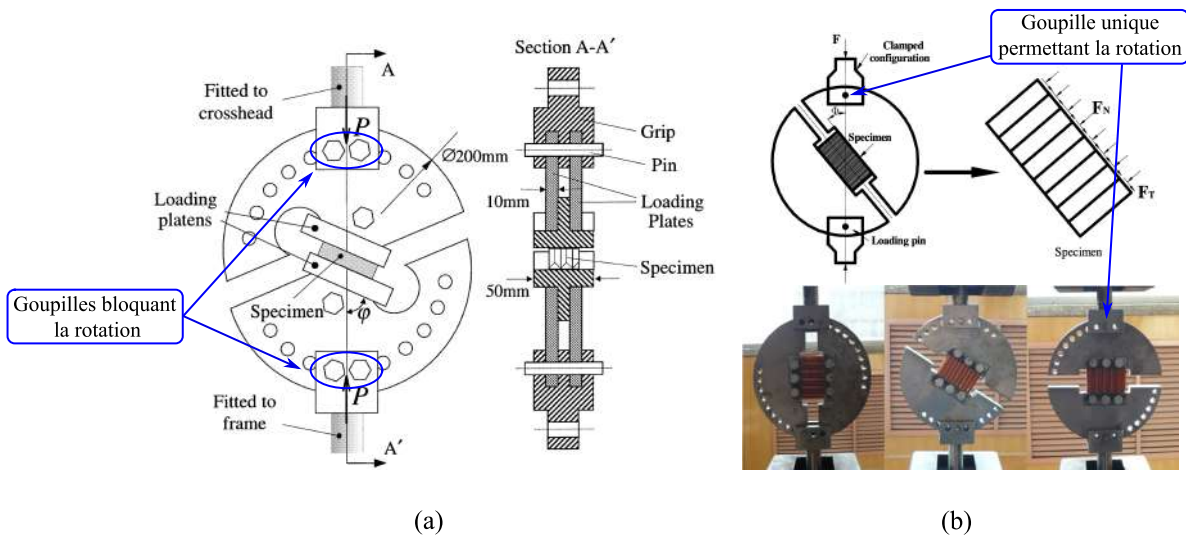 A
Fitted to
crosshead
P
Ø200mm
Loading
platens
Goupilles bloquant
la rotation
Specimen
φ
P
Fitted to
frame
A′
Section A-A′
Grip
Pin
10mm
Loading
Plates
Specimen
50mm
(a)
Goupille unique
permettant la rotation
F
Clamped
configuration
Φ
Specimen
Loading pin
F_N
F_T
Specimen
(b)